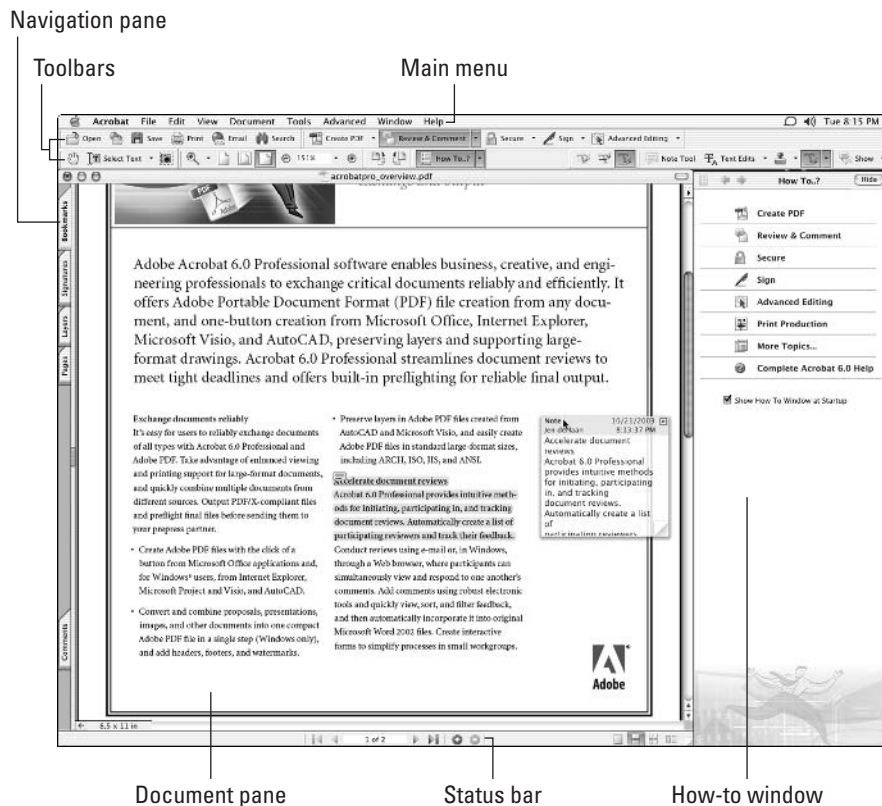 Navigation pane
Toolbars
Main menu
Acrobat File Edit View Document Tools Advanced Window Help
Tue 8:15 PM
Open Save Print Email Search Create PDF Review & Comment Secure Sign Advanced Editing
Select Text 151% How To..? Note Tool Text Edits Show
acrobatpro_overview.pdf
How To..? Hide
Bookmarks
Signatures
Layers
Pages
Comments
Adobe Acrobat 6.0 Professional software enables business, creative, and engi-
neering professionals to exchange critical documents reliably and efficiently. It
offers Adobe Portable Document Format (PDF) file creation from any docu-
ment, and one-button creation from Microsoft Office, Internet Explorer,
Microsoft Visio, and AutoCAD, preserving layers and supporting large-
format drawings. Acrobat 6.0 Professional streamlines document reviews to
meet tight deadlines and offers built-in preflighting for reliable final output.
Exchange documents reliably
It's easy for users to reliably exchange documents
of all types with Acrobat 6.0 Professional and
Adobe PDF. Take advantage of enhanced viewing
and printing support for large-format documents,
and quickly combine multiple documents from
different sources. Output PDF/X-compliant files
and preflight final files before sending them to
your prepress partner.
• Create Adobe PDF files with the click of a
button from Microsoft Office applications and,
for Windows® users, from Internet Explorer,
Microsoft Project and Visio, and AutoCAD.
• Convert and combine proposals, presentations,
images, and other documents into one compact
Adobe PDF file in a single step (Windows only),
and add headers, footers, and watermarks.
• Preserve layers in Adobe PDF files created from
AutoCAD and Microsoft Visio, and easily create
Adobe PDF files in standard large-format sizes,
including ARCH, ISO, JIS, and ANSI.
Accelerate document reviews
Acrobat 6.0 Professional provides intuitive meth-
ods for initiating, participating in, and tracking
document reviews. Automatically create a list of
participating reviewers and track their feedback.
Conduct reviews using e-mail or, in Windows,
through a Web browser, where participants can
simultaneously view and respond to one another's
comments. Add comments using robust electronic
tools and quickly view, sort, and filter feedback,
and then automatically incorporate it into original
Microsoft Word 2002 files. Create interactive
forms to simplify processes in small workgroups.
Note 10/21/2003
Jen deHaan 8:13:37 PM
Accelerate document
reviews
Acrobat 6.0 Professional
provides intuitive methods
for initiating, participating
in, and tracking
document reviews.
Automatically create a list
of
participating reviewers
Adobe
Create PDF
Review & Comment
Secure
Sign
Advanced Editing
Print Production
More Topics...
Complete Acrobat 6.0 Help
Show How To Window at Startup
8.5 x 11 in
1 of 2
Document pane
Status bar
How-to window